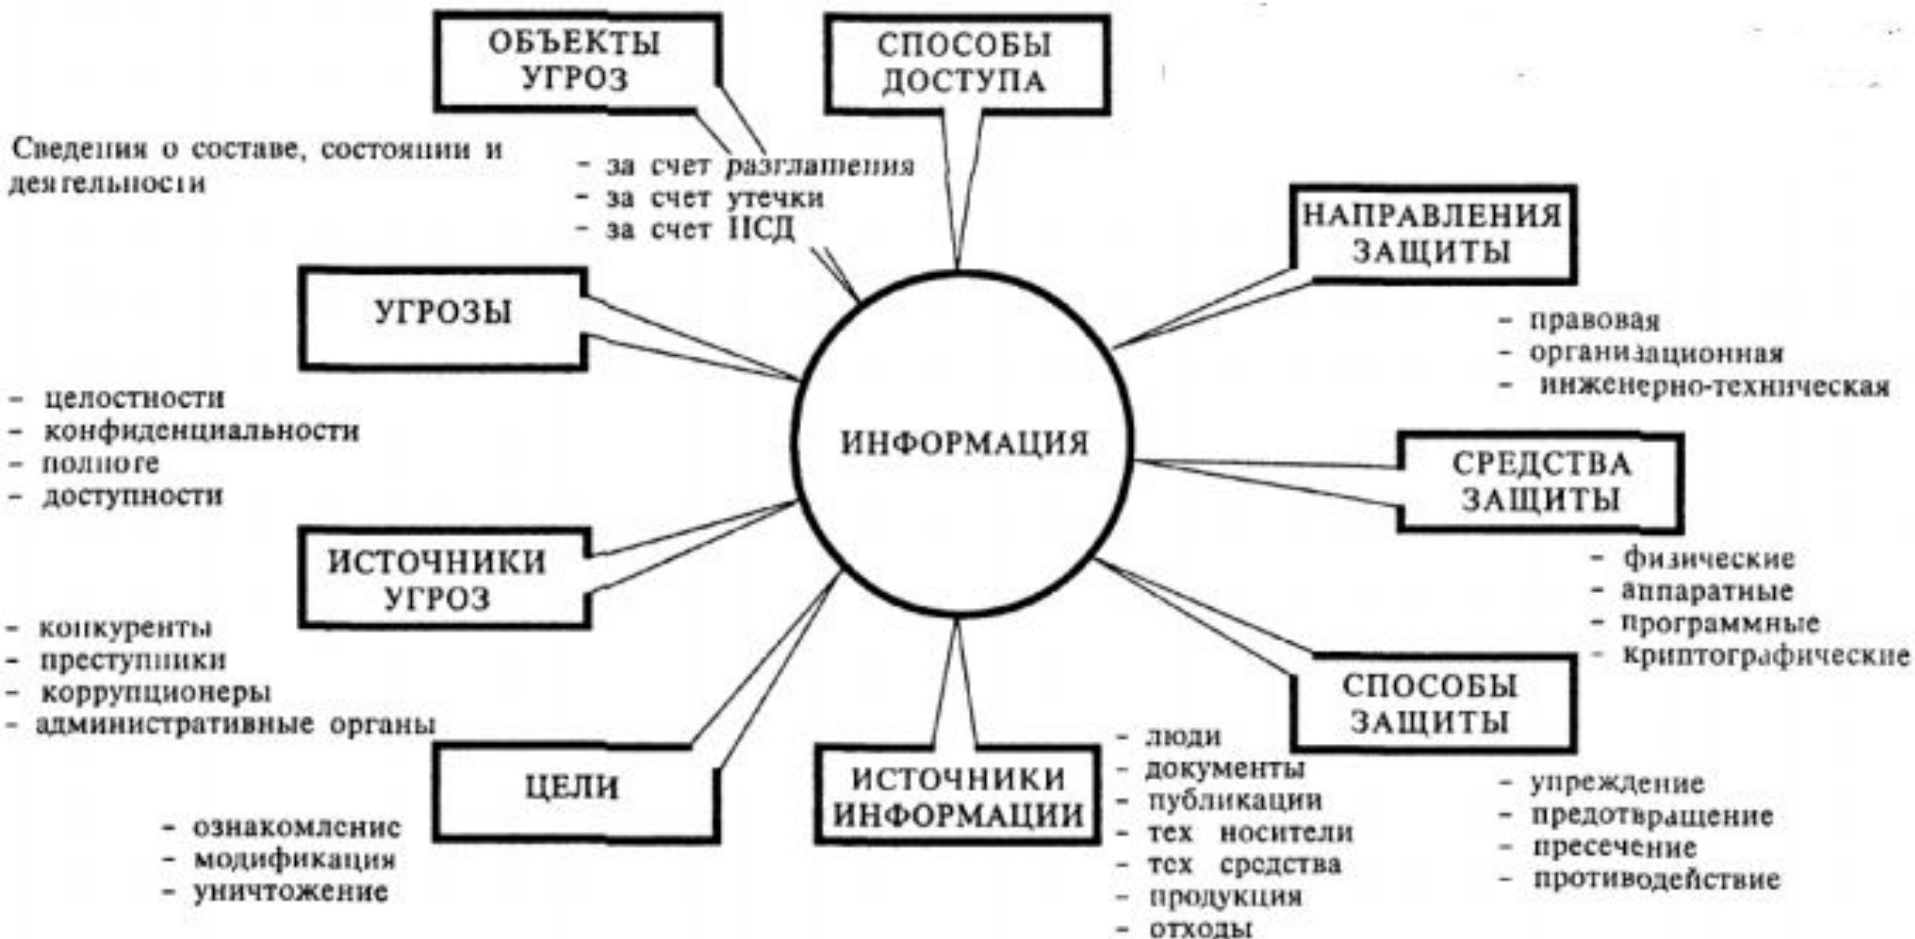 ОБЪЕКТЫ
УГРОЗ
Сведения о составе, состоянии и
деятельности
СПОСОБЫ
ДОСТУПА
- за счет разглашения
- за счет утечки
- за счет НСД
НАПРАВЛЕНИЯ
ЗАЩИТЫ
- правовая
- организационная
- инженерно-техническая
УГРОЗЫ
- целостности
- конфиденциальности
- полноте
- доступности
ИНФОРМАЦИЯ
СРЕДСТВА
ЗАЩИТЫ
- физические
- аппаратные
- программные
- криптографические
ИСТОЧНИКИ
УГРОЗ
- конкуренты
- преступники
- коррупционеры
- административные органы
СПОСОБЫ
ЗАЩИТЫ
- упреждение
- предотвращение
- пресечение
- противодействие
ЦЕЛИ
- ознакомление
- модификация
- уничтожение
ИСТОЧНИКИ
ИНФОРМАЦИИ
- люди
- документы
- публикации
- тех носители
- тех средства
- продукция
- отходы